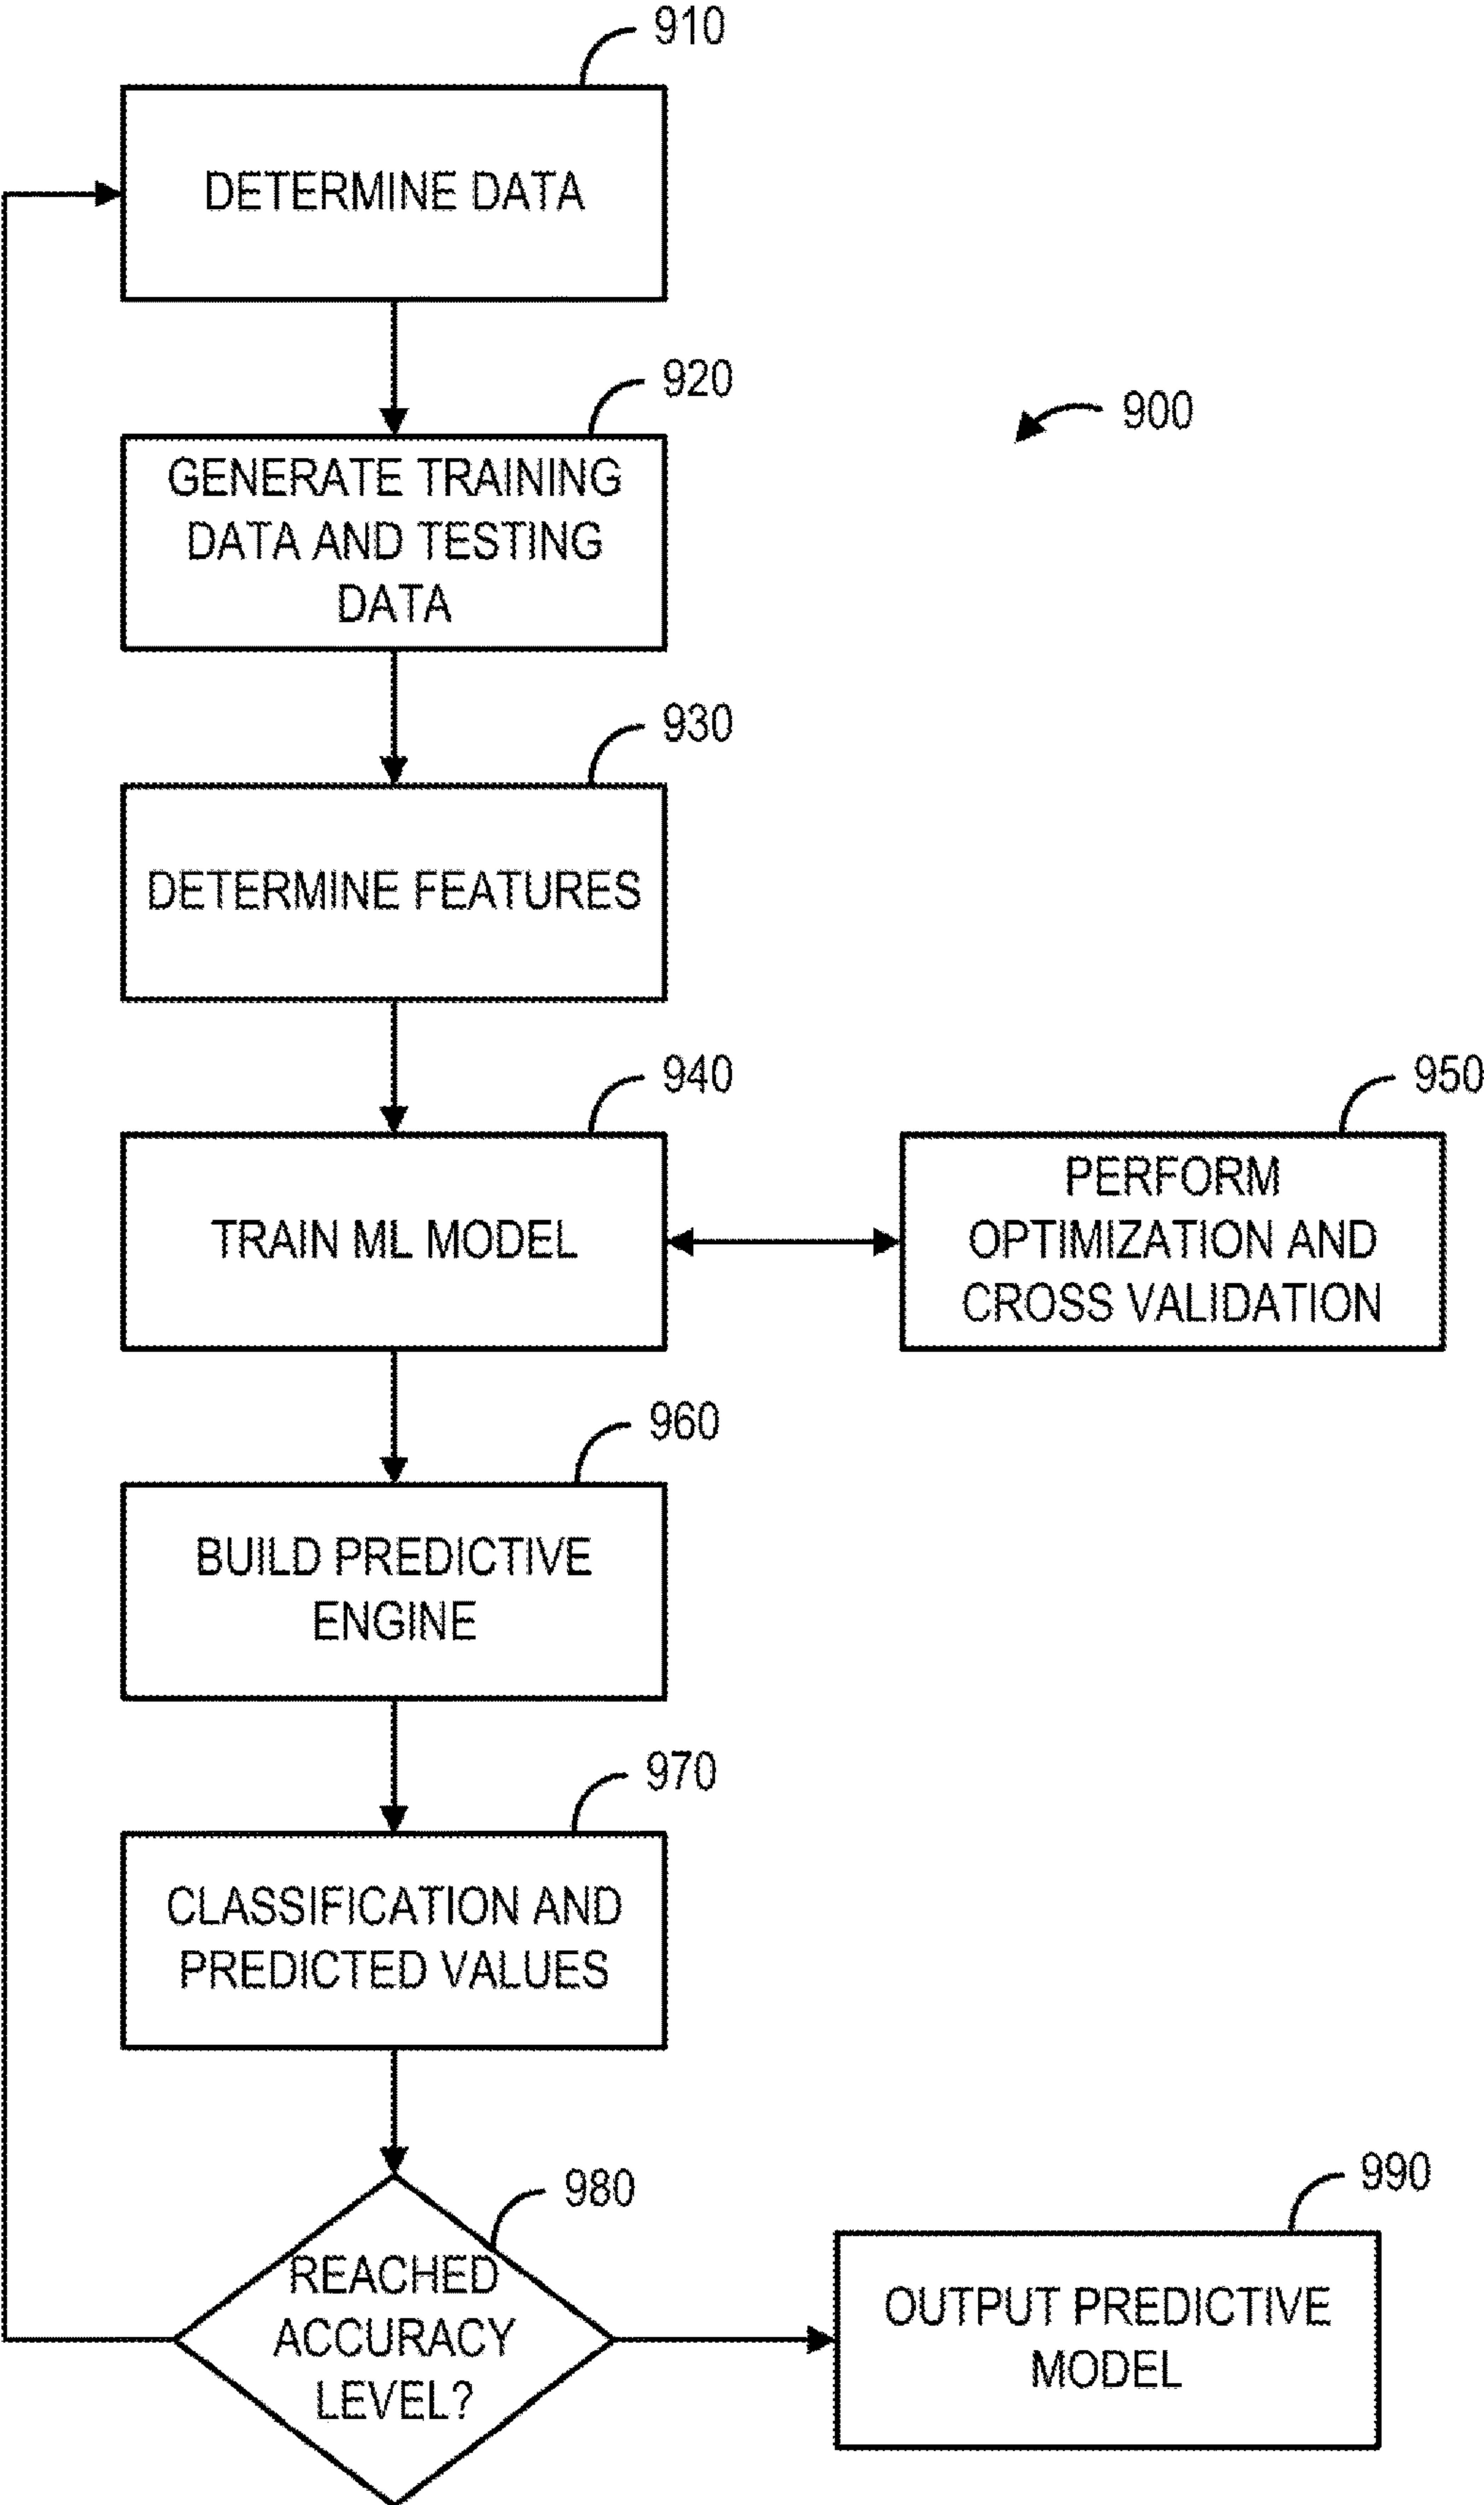 910
DETERMINE DATA
920
900
GENERATE TRAINING
DATA AND TESTING
DATA
930
DETERMINE FEATURES
940
950
TRAIN ML MODEL
PERFORM
OPTIMIZATION AND
CROSS VALIDATION
960
BUILD PREDICTIVE
ENGINE
970
CLASSIFICATION AND
PREDICTED VALUES
980
REACHED
ACCURACY
LEVEL?
990
OUTPUT PREDICTIVE
MODEL